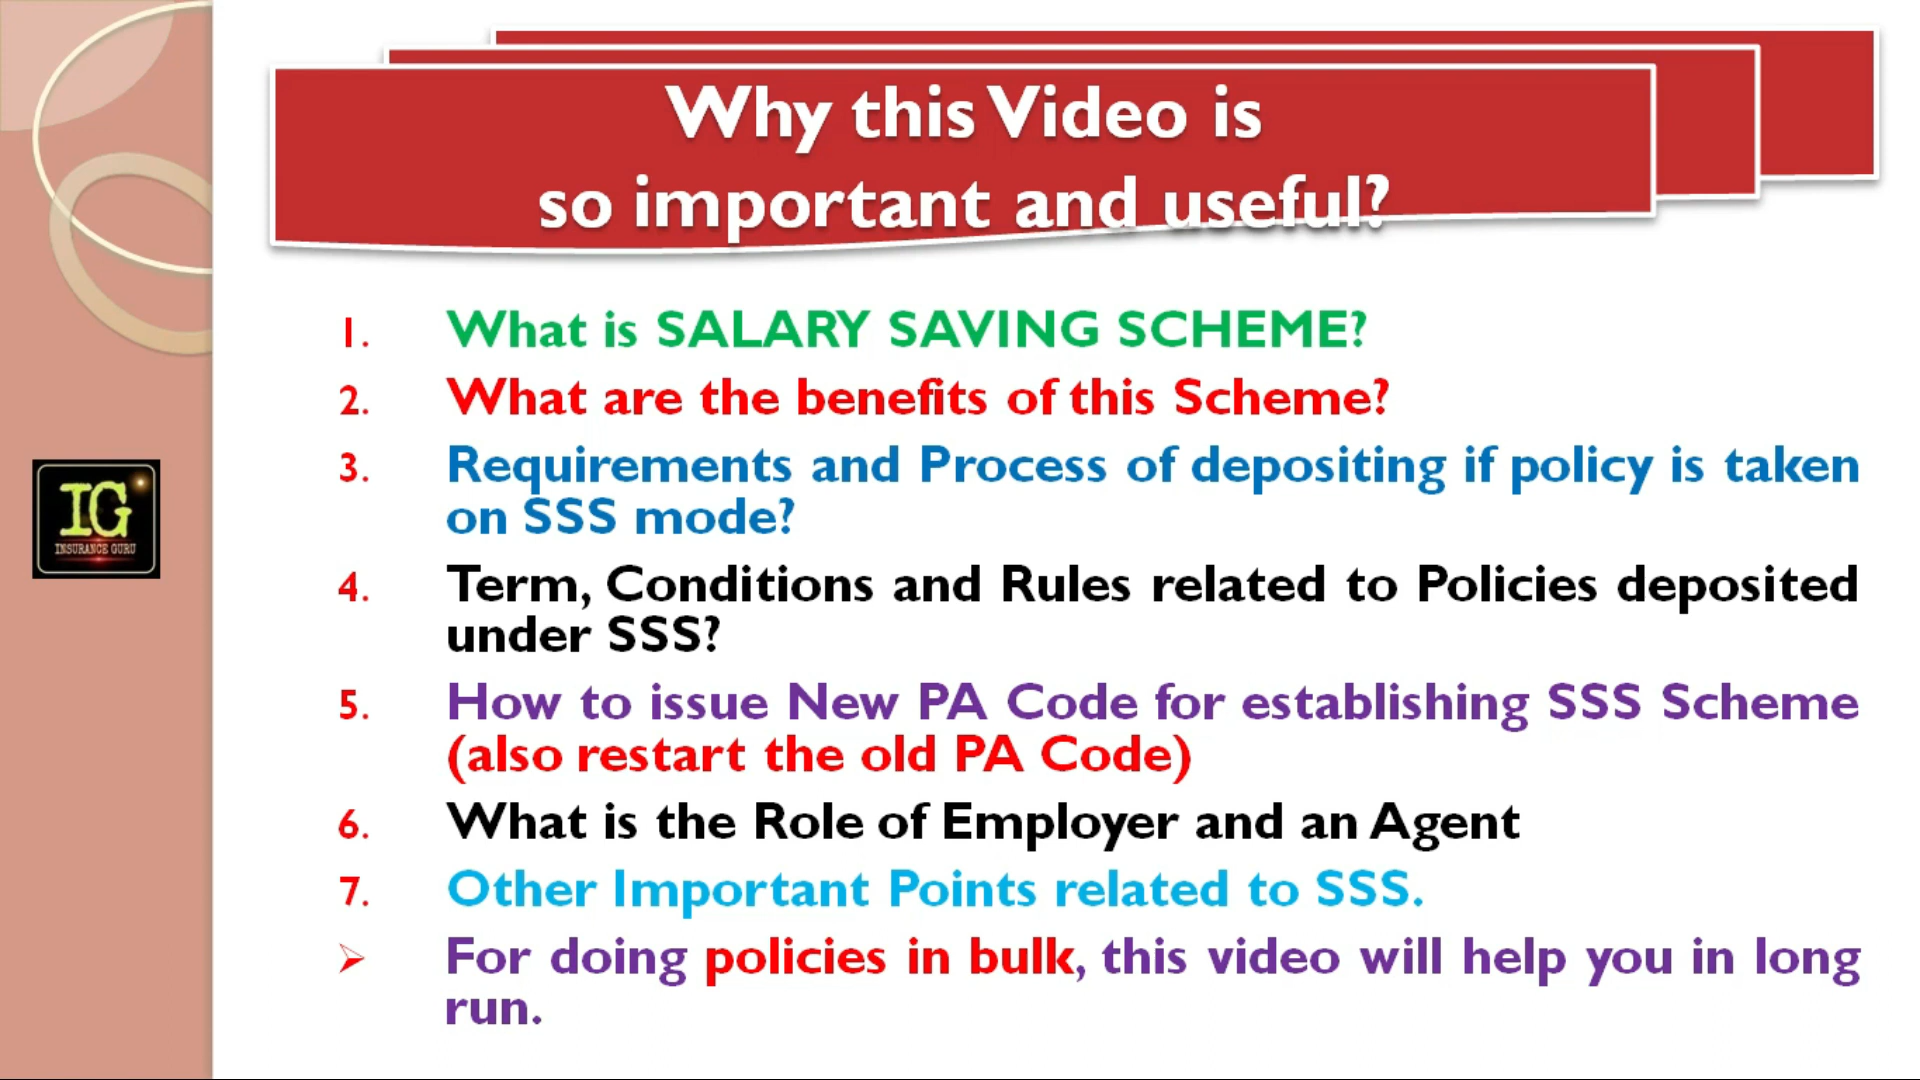 Why this Video is
so important and useful?
1. What is SALARY SAVING SCHEME?
2. What are the benefits of this Scheme?
3. Requirements and Process of depositing if policy is taken
on SSS mode?
4. Term, Conditions and Rules related to Policies deposited
under SSS?
5. How to issue New PA Code for establishing SSS Scheme
(also restart the old PA Code)
6. What is the Role of Employer and an Agent
7. Other Important Points related to SSS.
➢ For doing policies in bulk, this video will help you in long
run.
IG
INSURANCE GURU